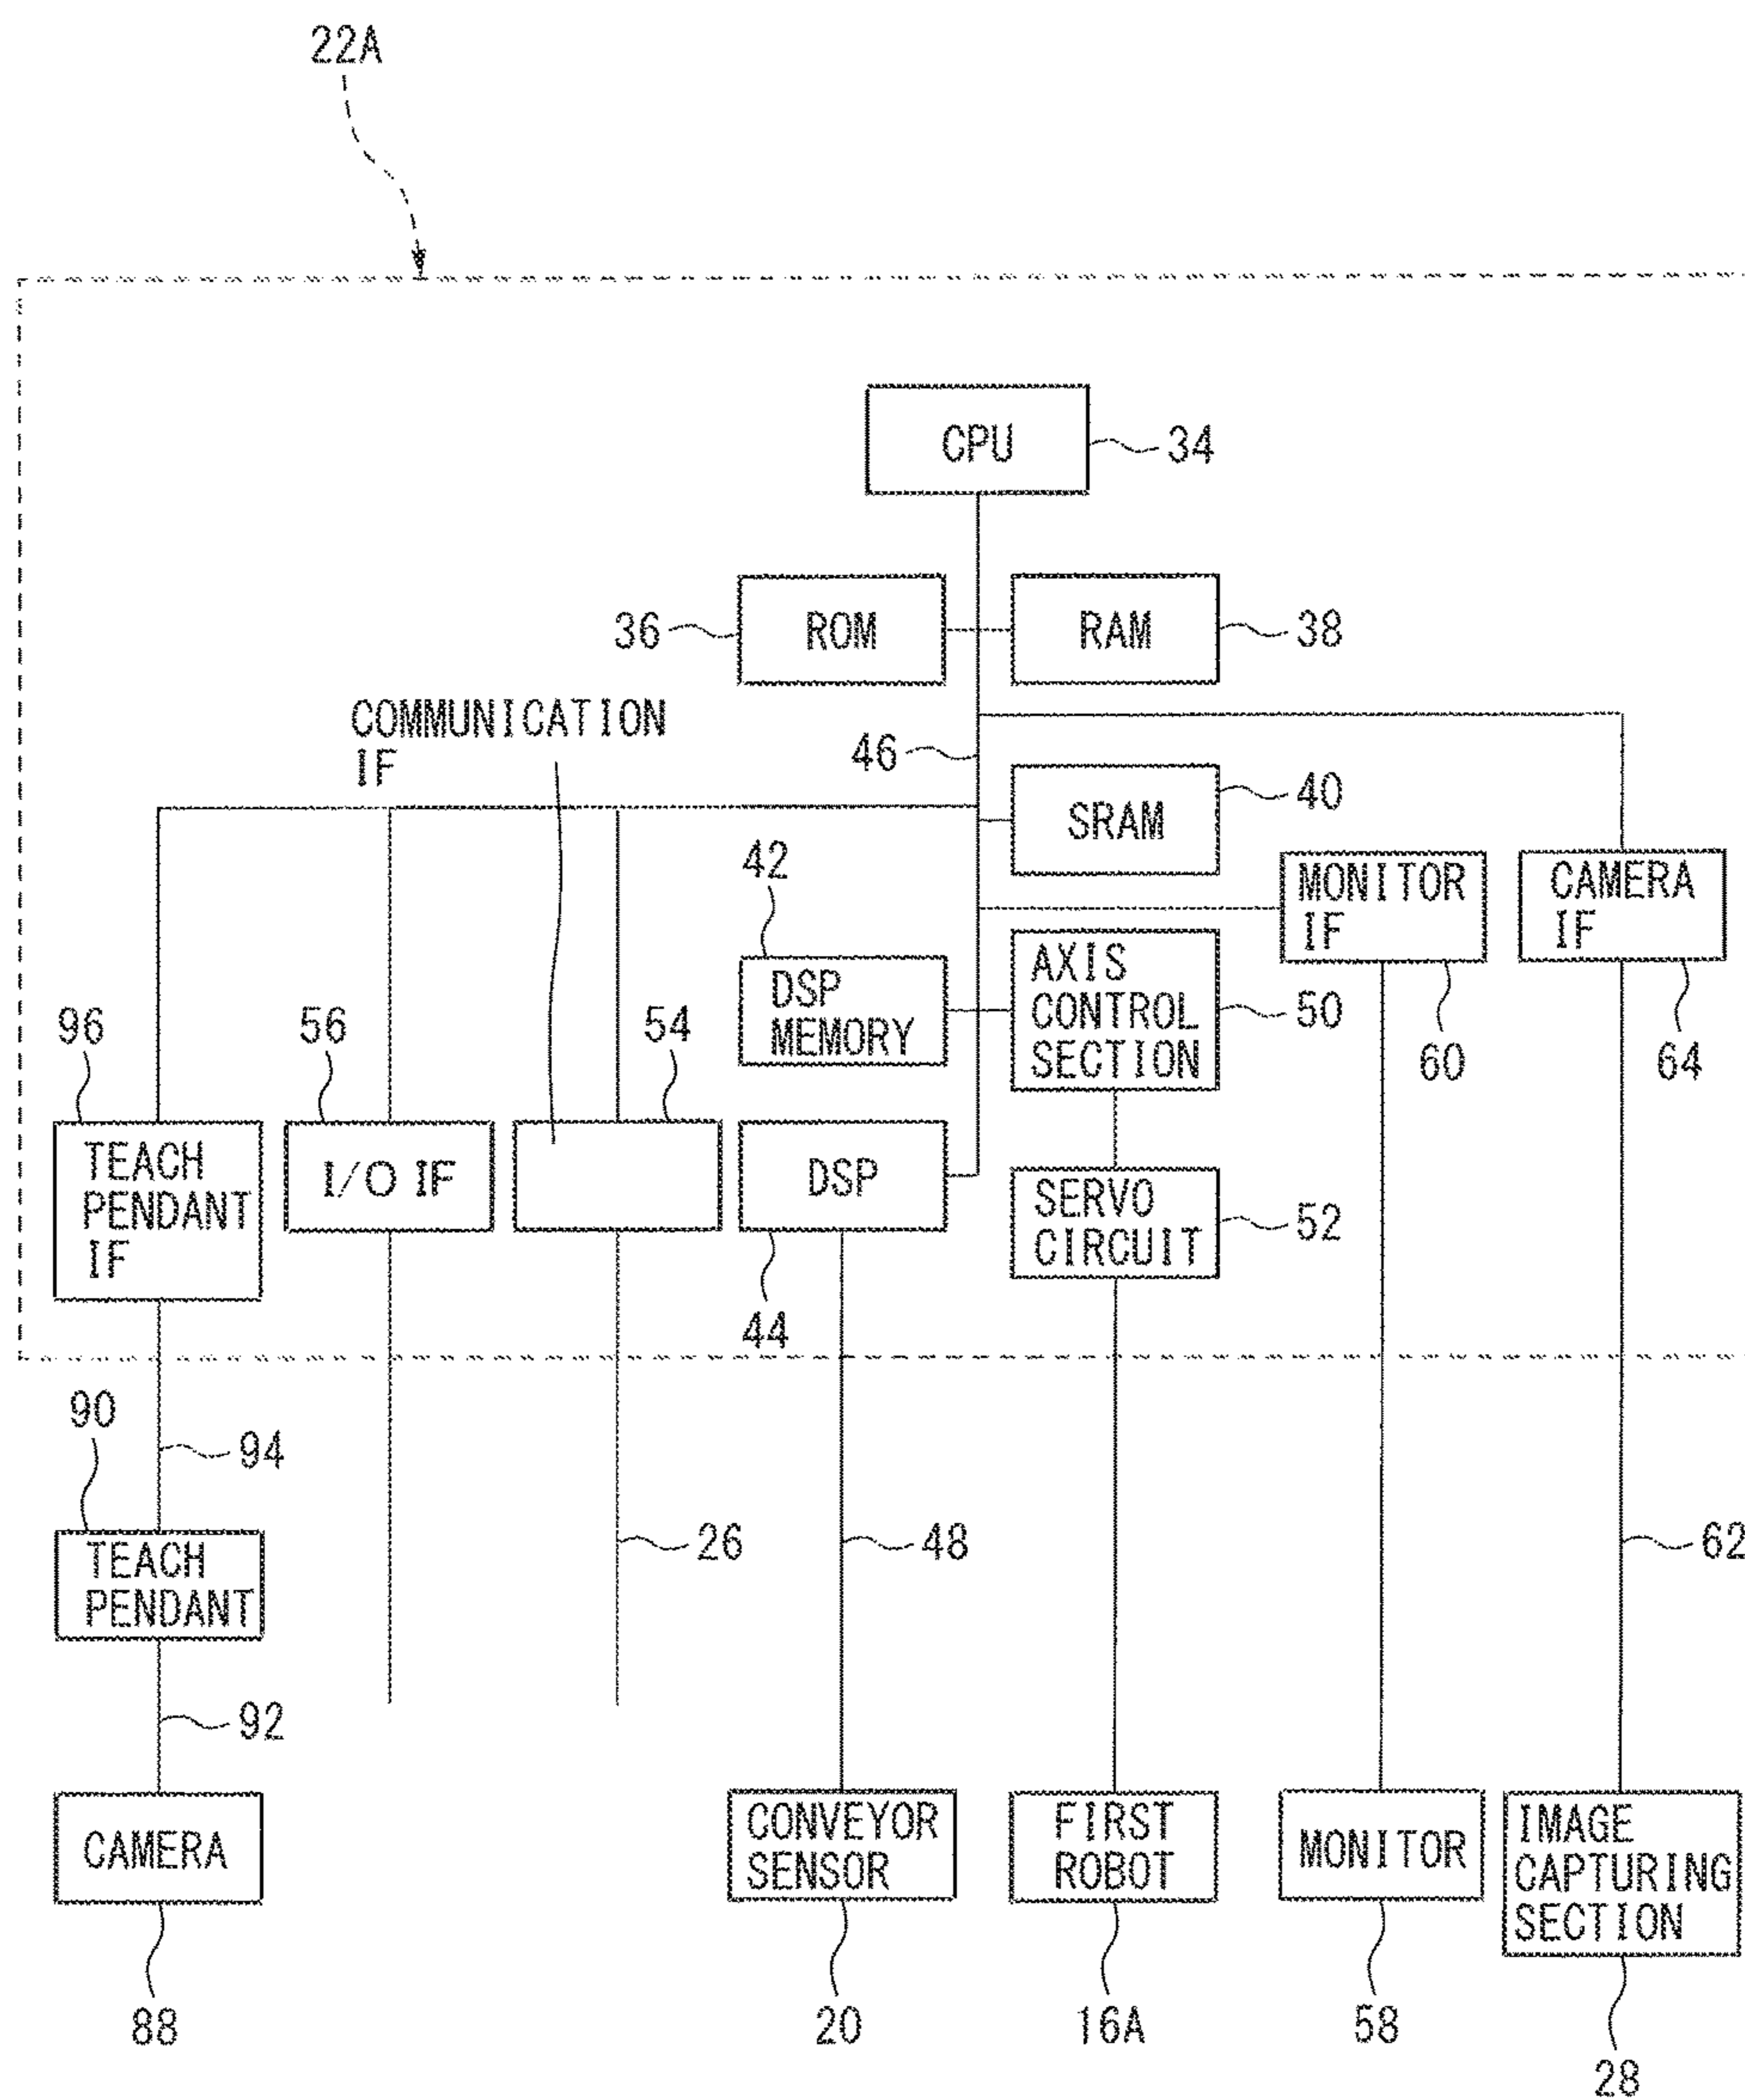 22A
CPU
34
36
ROM
RAM
38
COMMUNICATION
IF
46
SRAM
40
42
MONITOR
IF
CAMERA
IF
DSP
MEMORY
AXIS
CONTROL
SECTION
50
60
64
96
56
54
TEACH
PENDANT
IF
I/O IF
DSP
SERVO
CIRCUIT
52
44
90
94
TEACH
PENDANT
26
48
62
92
CAMERA
CONVEYOR
SENSOR
FIRST
ROBOT
MONITOR
IMAGE
CAPTURING
SECTION
88
20
16A
58
28